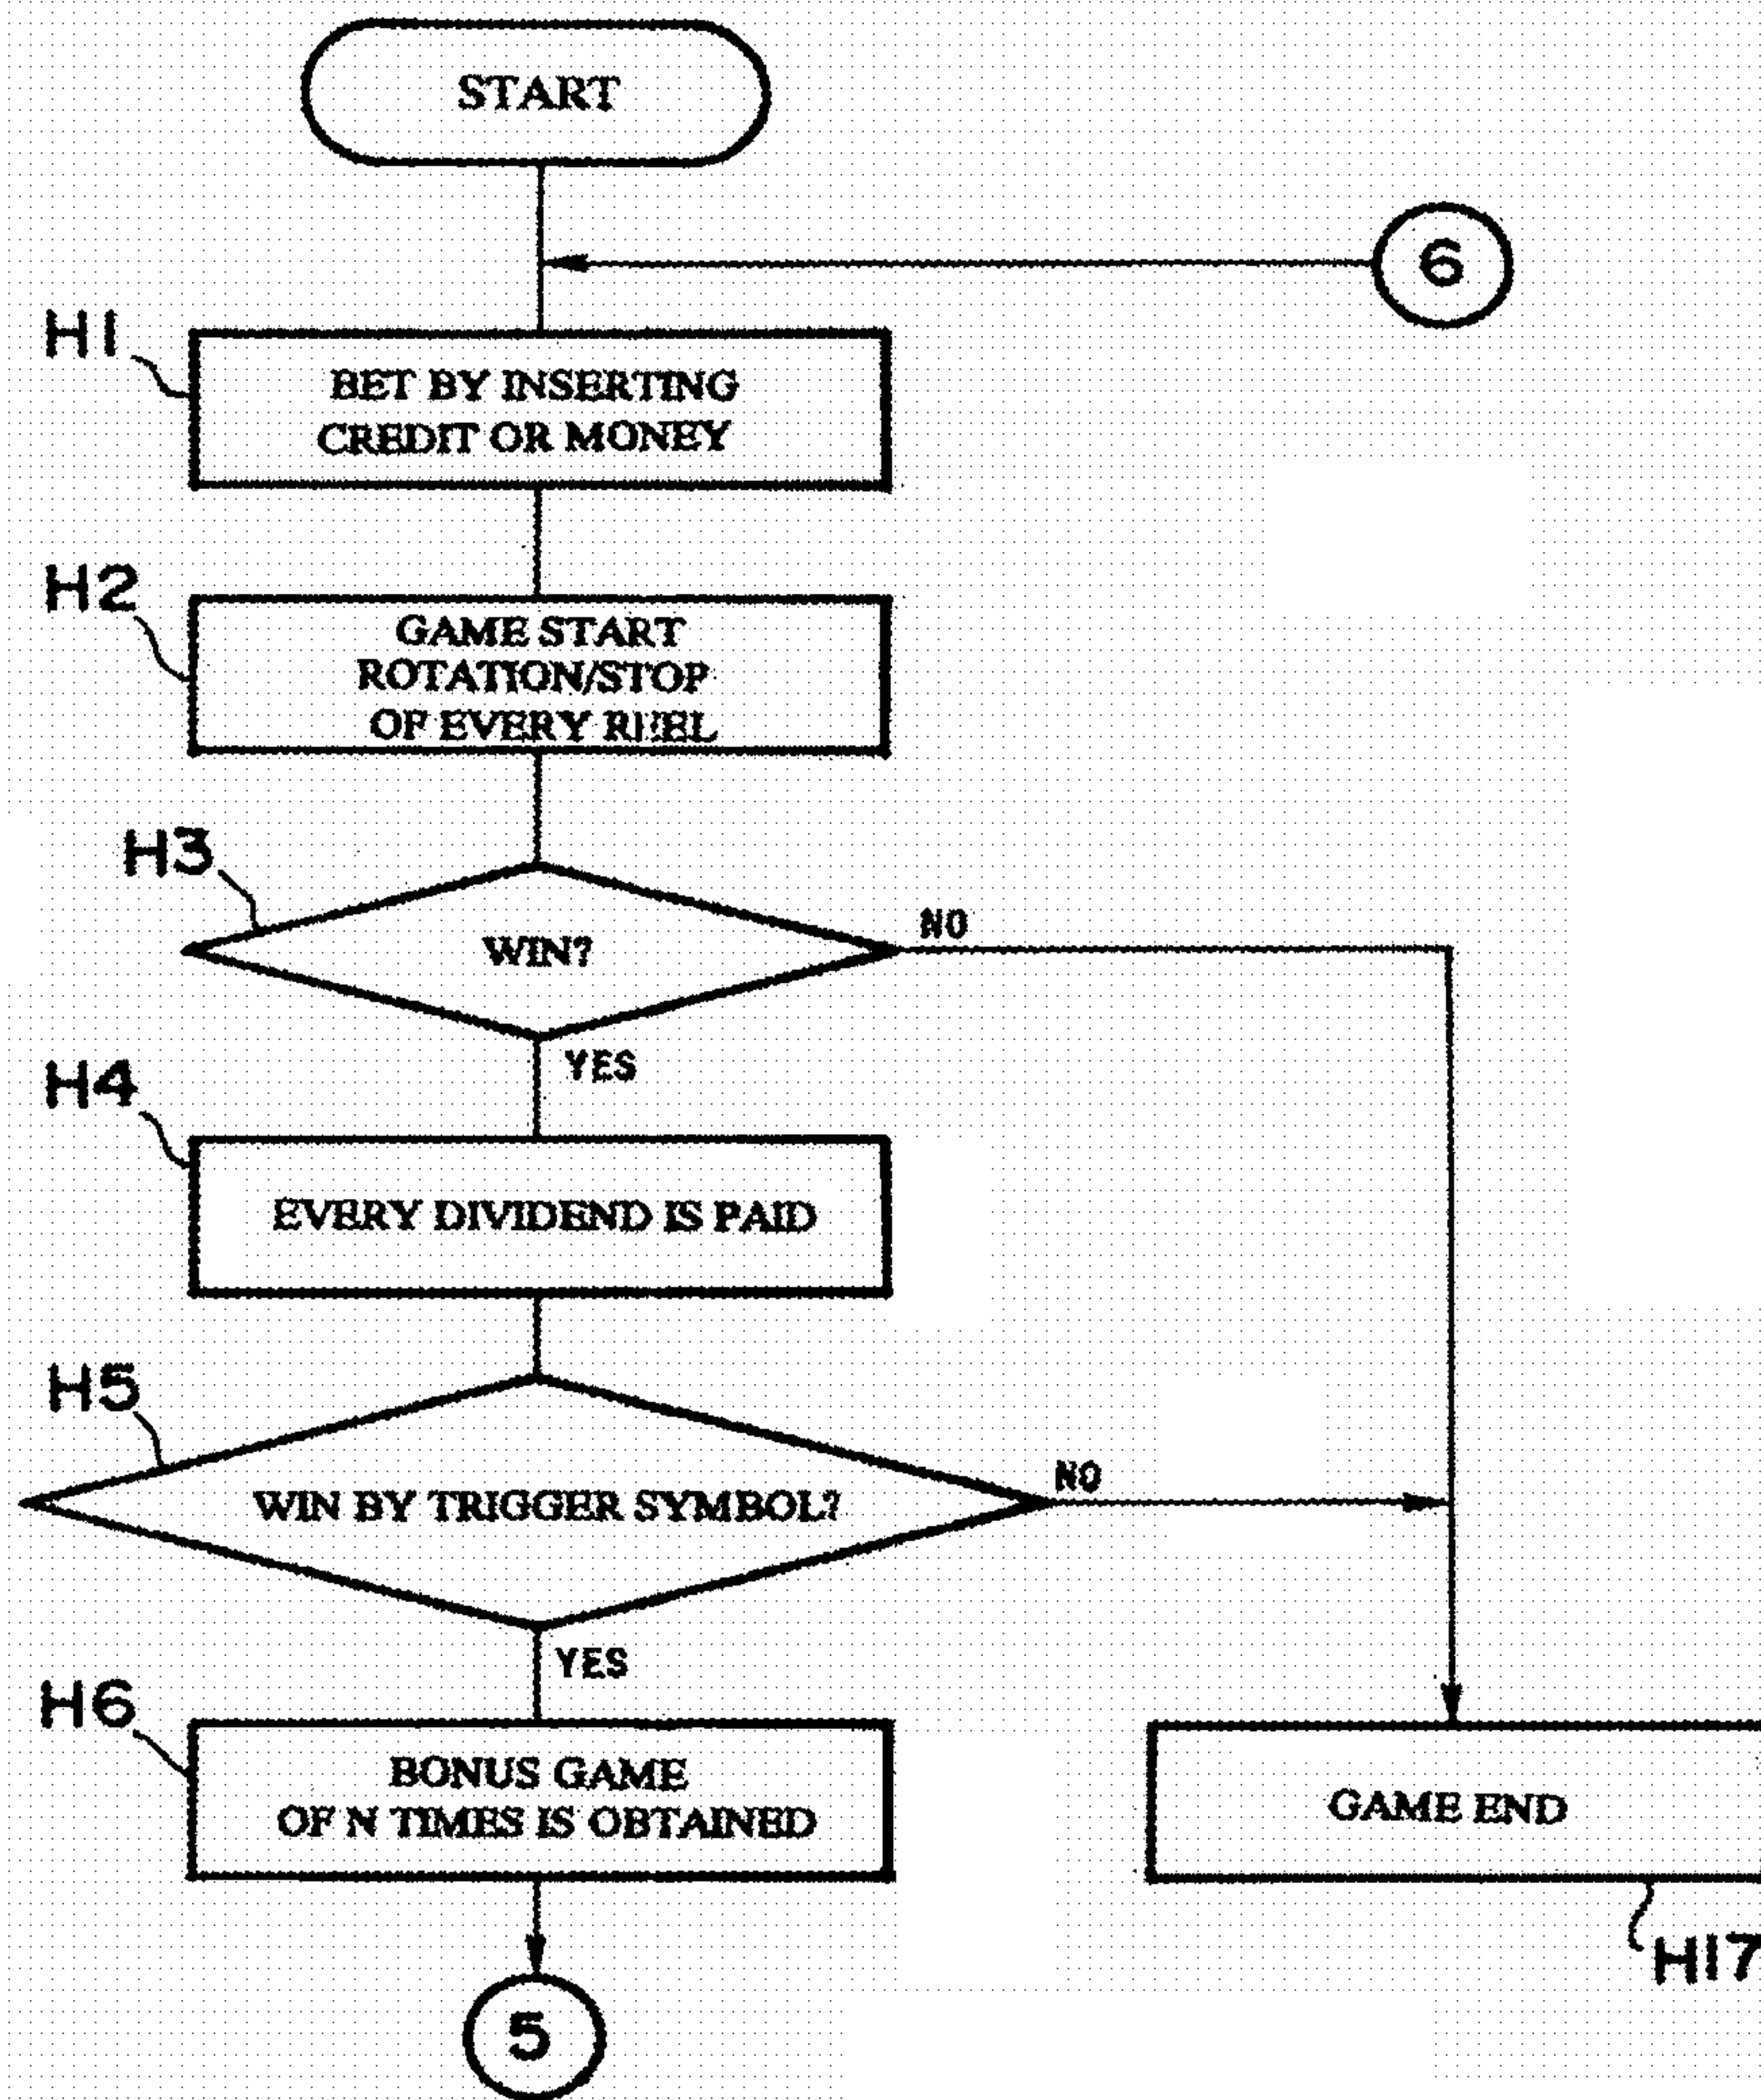 START
6
H1
BET BY INSERTING
CREDIT OR MONEY
H2
GAME START
ROTATION/STOP
OF EVERY REEL
H3
WIN?
NO
YES
H4
EVERY DIVIDEND IS PAID
H5
WIN BY TRIGGER SYMBOL?
NO
YES
H6
BONUS GAME
OF N TIMES IS OBTAINED
GAME END
H17
5